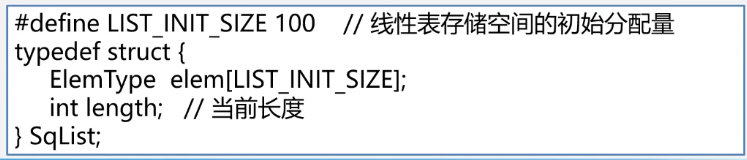 #define LIST_INIT_SIZE 100 // 线性表存储空间的初始分配量
typedef struct {
ElemType elem[LIST_INIT_SIZE];
int length; // 当前长度
} SqList;